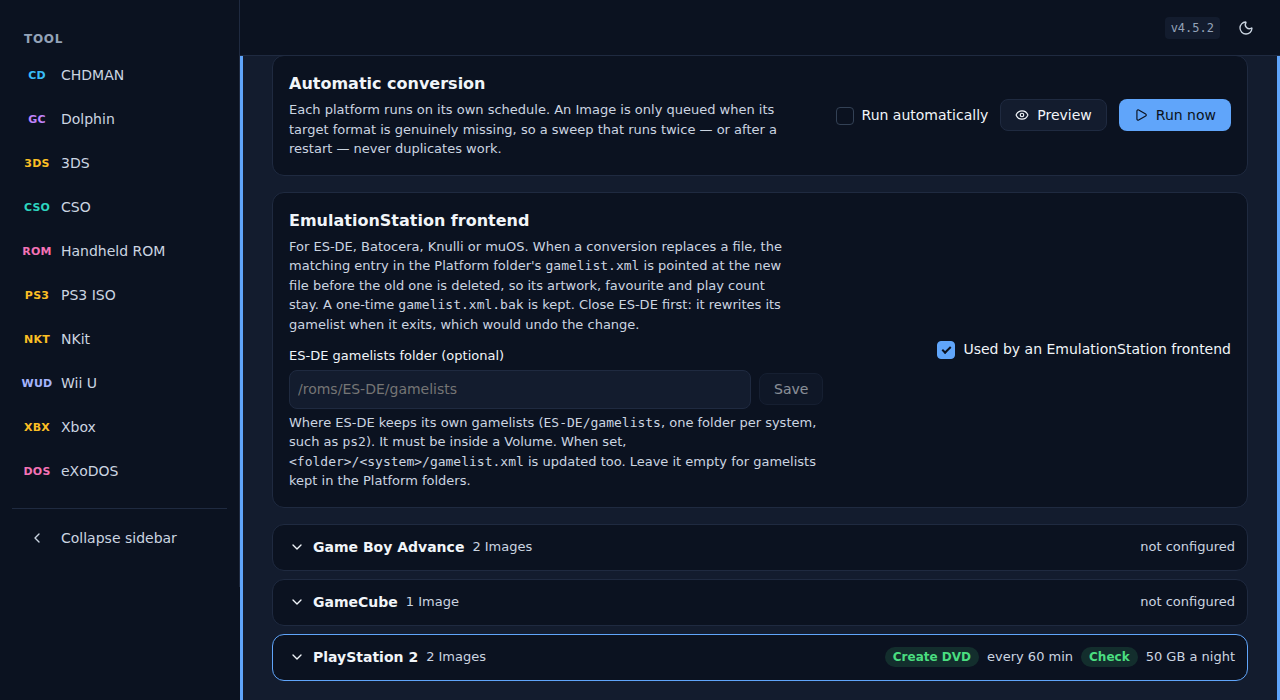 TOOL
CD CHDMAN
GC Dolphin
3DS 3DS
CSO CSO
ROM Handheld ROM
PS3 PS3 ISO
NKT NKit
WUD Wii U
XBX Xbox
DOS eXoDOS
Collapse sidebar
v4.5.2
Automatic conversion
Each platform runs on its own schedule. An Image is only queued when its
target format is genuinely missing, so a sweep that runs twice — or after a
restart — never duplicates work.
Run automatically
Preview
Run now
EmulationStation frontend
For ES-DE, Batocera, Knulli or muOS. When a conversion replaces a file, the
matching entry in the Platform folder's gamelist.xml is pointed at the new
file before the old one is deleted, so its artwork, favourite and play count
stay. A one-time gamelist.xml.bak is kept. Close ES-DE first: it rewrites its
gamelist when it exits, which would undo the change.
ES-DE gamelists folder (optional)
/roms/ES-DE/gamelists
Save
Where ES-DE keeps its own gamelists (ES-DE/gamelists, one folder per system,
such as ps2). It must be inside a Volume. When set,
<folder>/<system>/gamelist.xml is updated too. Leave it empty for gamelists
kept in the Platform folders.
Used by an EmulationStation frontend
Game Boy Advance 2 Images not configured
GameCube 1 Image not configured
PlayStation 2 2 Images Create DVD every 60 min Check 50 GB a night